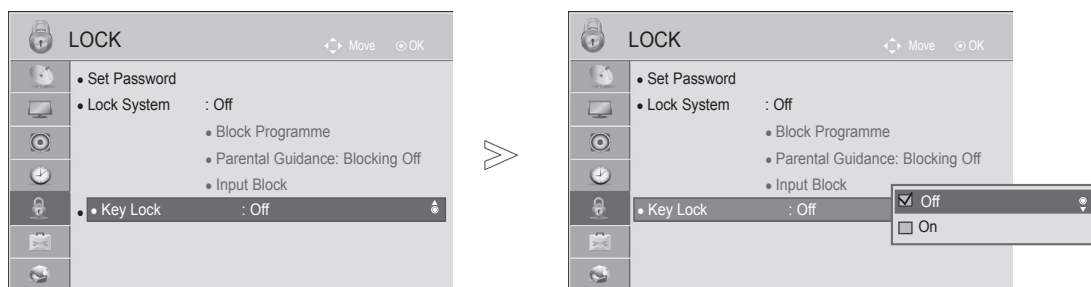 LOCK
Move OK
• Set Password
• Lock System : Off
• Block Programme
• Parental Guidance: Blocking Off
• Input Block
• • Key Lock : Off
LOCK
Move OK
• Set Password
• Lock System : Off
• Block Programme
• Parental Guidance: Blocking Off
• Input Block
• Key Lock : Off
Off
On